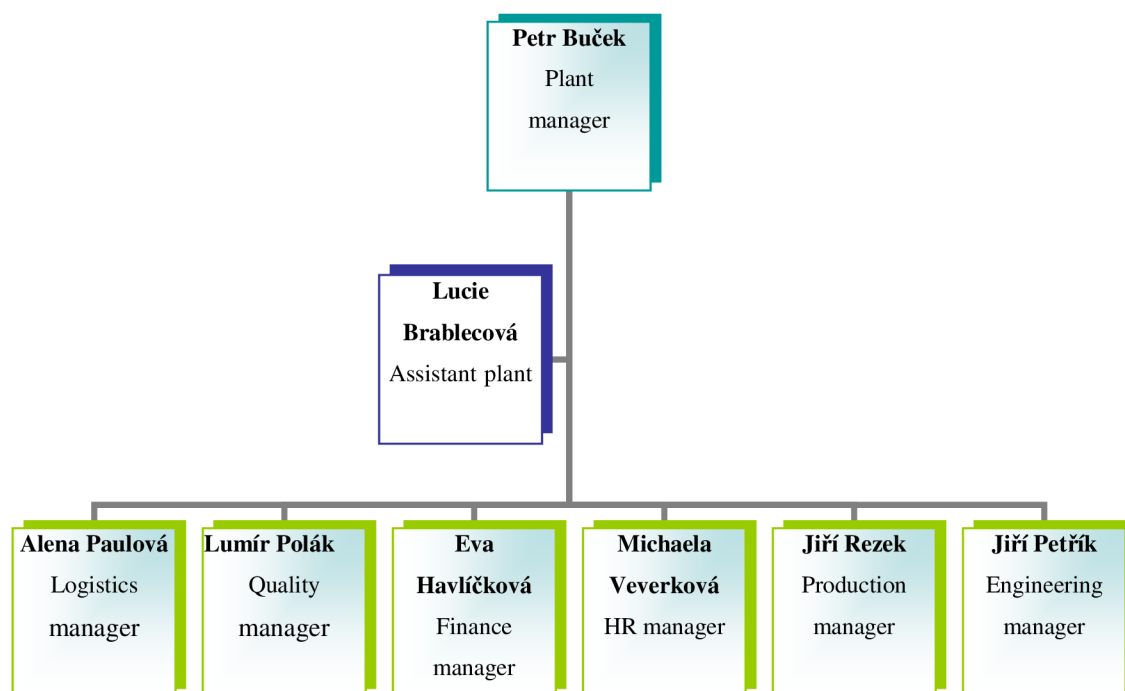 Petr Buček
Plant
manager
Lucie
Brablecová
Assistant plant
Alena Paulová
Logistics
manager
Lumír Polák
Quality
manager
Eva
Havlíčková
Finance
manager
Michaela
Veverková
HR manager
Jiří Rezek
Production
manager
Jiří Petřík
Engineering
manager